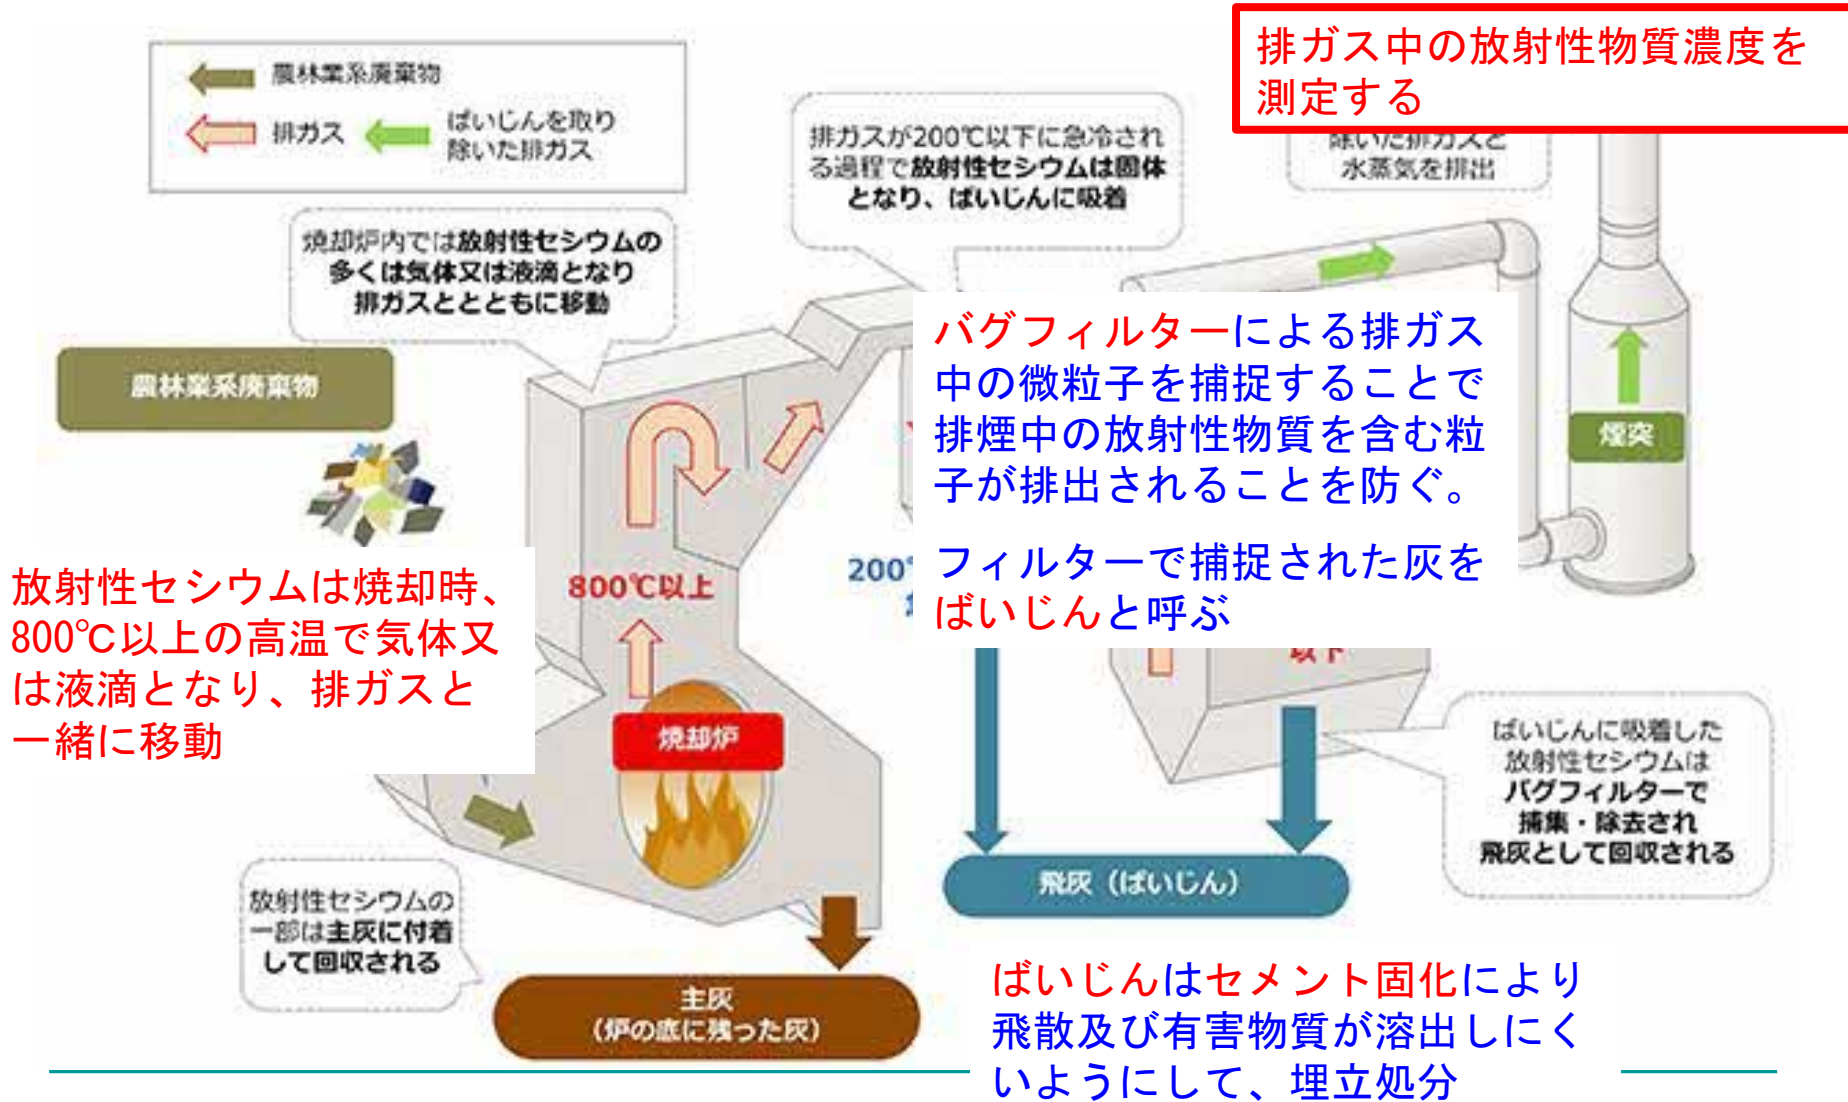 農林業系廃棄物
排ガス
ばいじんを取り
除いた排ガス
排ガス中の放射性物質濃度を
測定する
排ガスが200℃以下に急冷され
る過程で放射性セシウムは固体
となり、ばいじんに吸着
除いた排ガスと
水蒸気を排出
焼却炉内では放射性セシウムの
多くは気体又は液滴となり
排ガスととともに移動
農林業系廃棄物
バグフィルターによる排ガス
中の微粒子を捕捉することで
排煙中の放射性物質を含む粒
子が排出されることを防ぐ。
フィルターで捕捉された灰を
ばいじんと呼ぶ
煙突
放射性セシウムは焼却時、
800℃以上の高温で気体又
は液滴となり、排ガスと
一緒に移動
800℃以上
200
以下
焼却炉
ばいじんに吸着した
放射性セシウムは
バグフィルターで
捕集・除去され
飛灰として回収される
飛灰（ばいじん）
放射性セシウムの
一部は主灰に付着
して回収される
主灰
（炉の底に残った灰）
ばいじんはセメント固化により
飛散及び有害物質が溶出しにく
いようにして、埋立処分